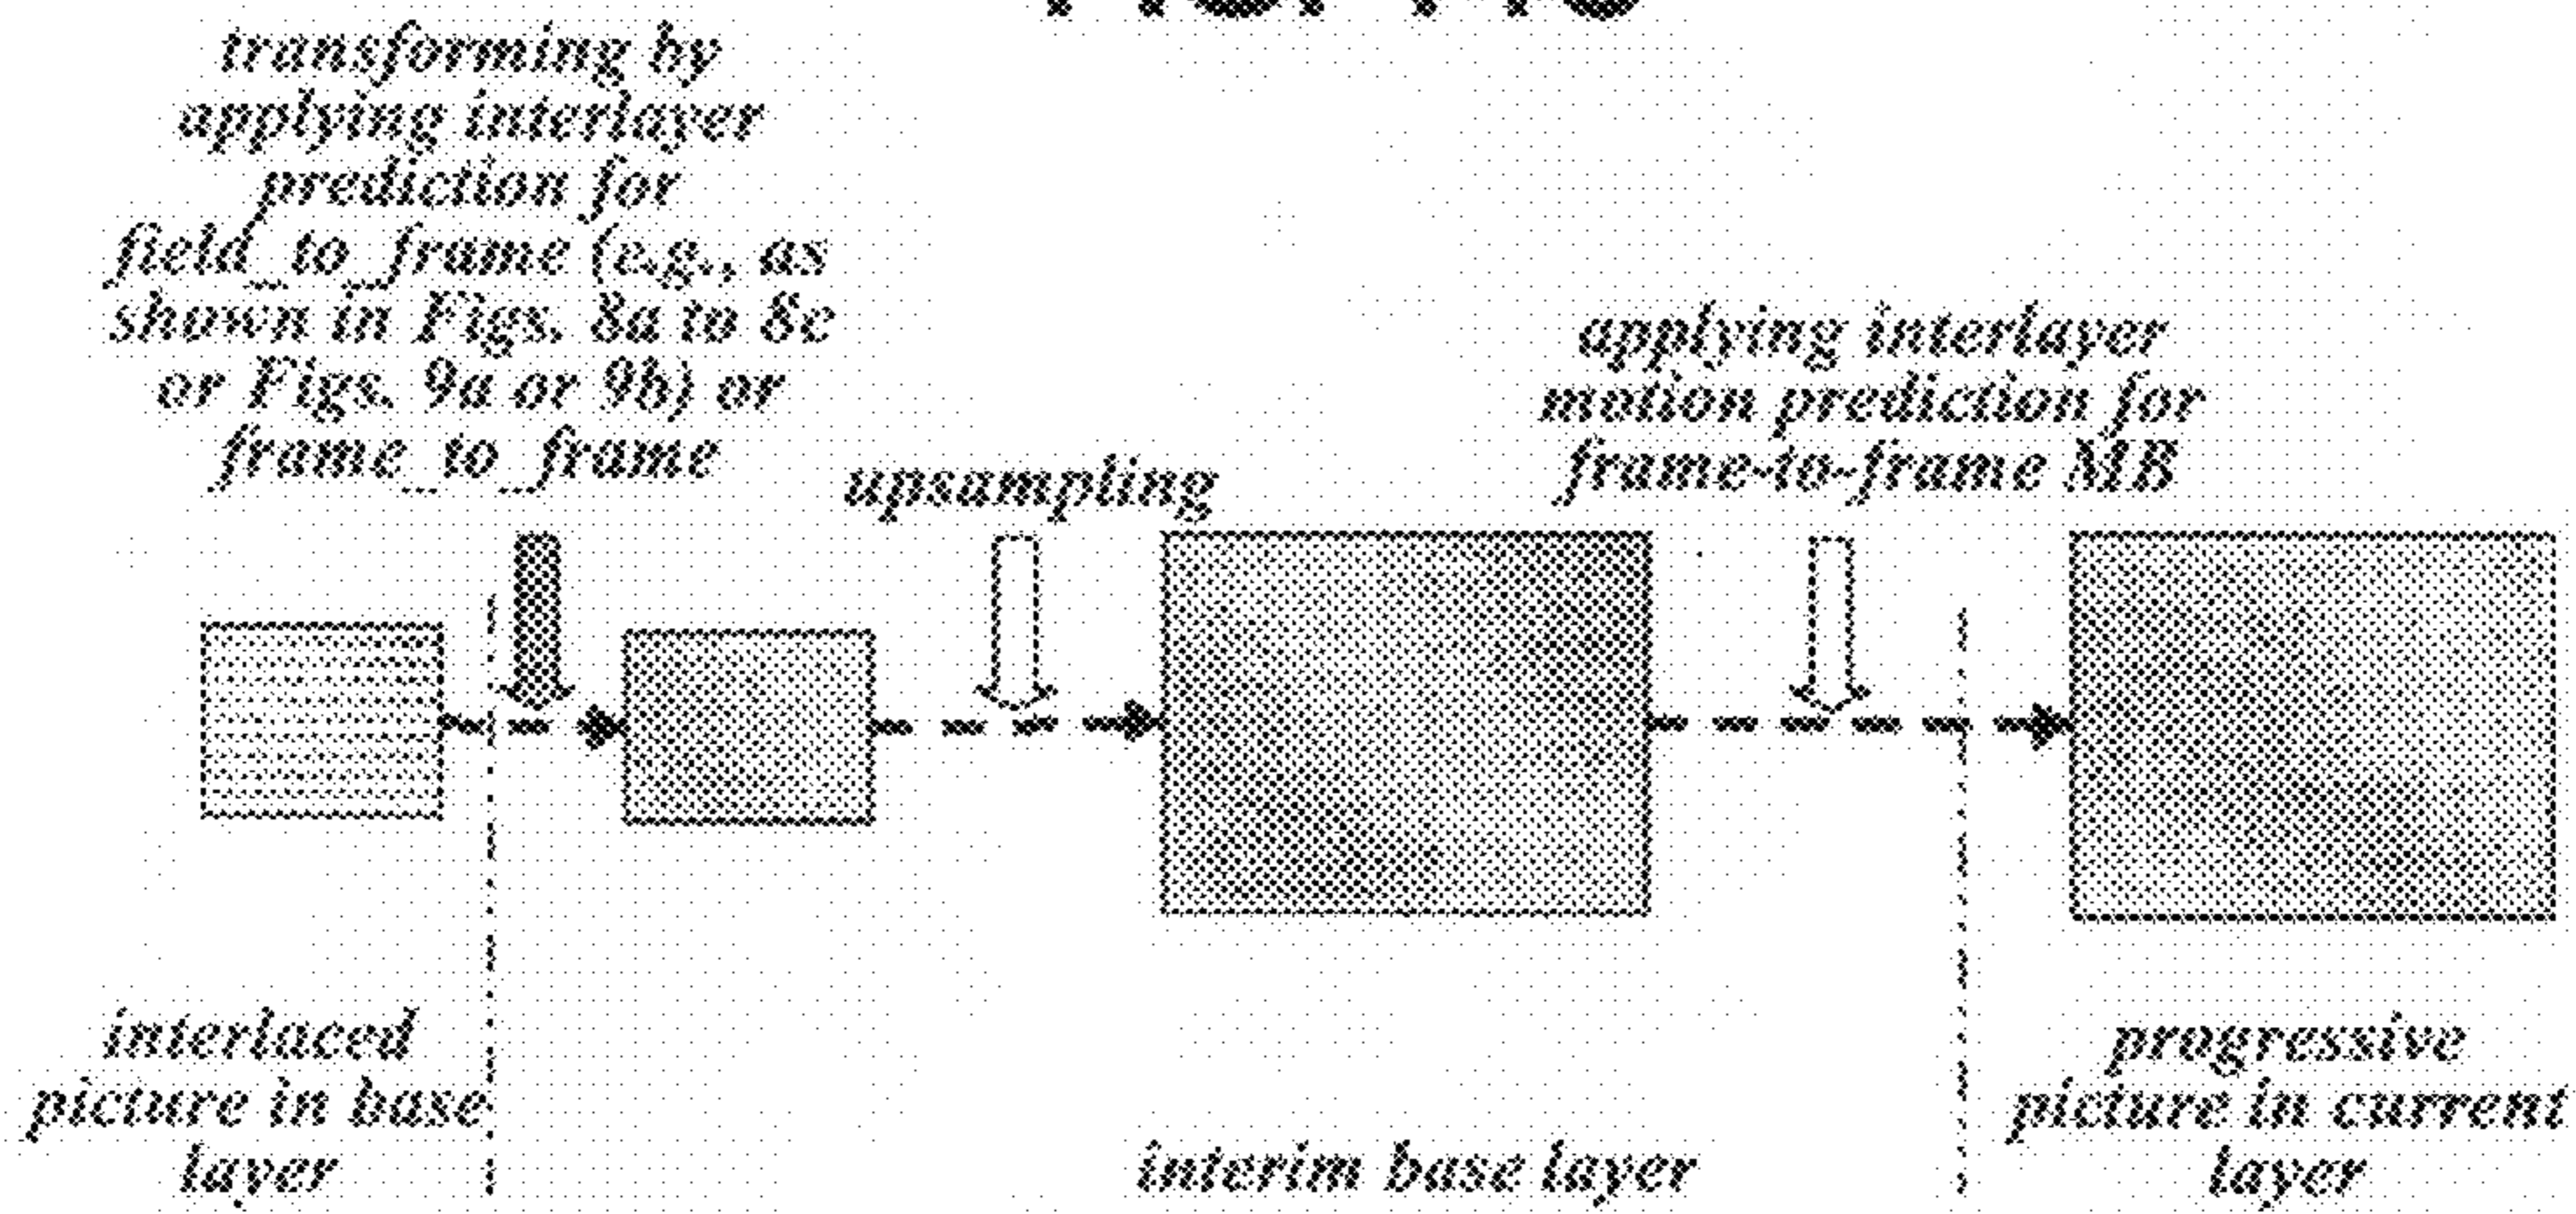 transforming by
applying interlayer
prediction for
field_to_frame (e.g., as
shown in Figs. 8a to 8c
or Figs. 9a or 9b) or
frame_to_frame
upsampling
applying interlayer
motion prediction for
frame-to-frame MB
interlaced
picture in base
layer
interim base layer
progressive
picture in current
layer